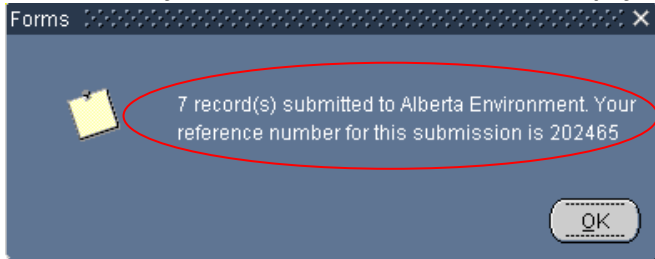 Forms
7 record(s) submitted to Alberta Environment. Your
reference number for this submission is 202465
OK